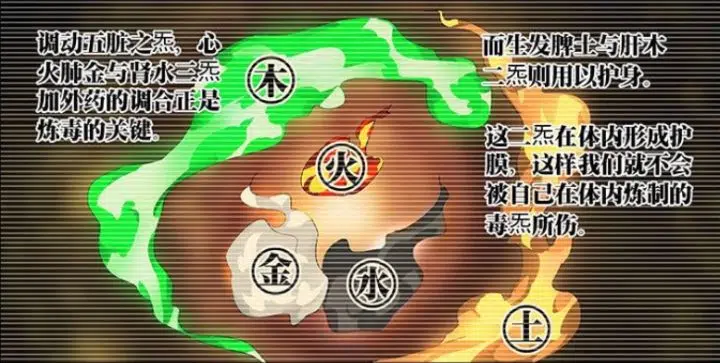 调动五脏之炁，心
火肺金与肾水三炁
加外药的调合正是
炼毒的关键．
而生发脾土与肝木
二炁则用以护身．
这二炁在体内形成护
膜，这样我们就不会
被自己在体内炼制的
毒炁所伤．
木
火
金
水
土